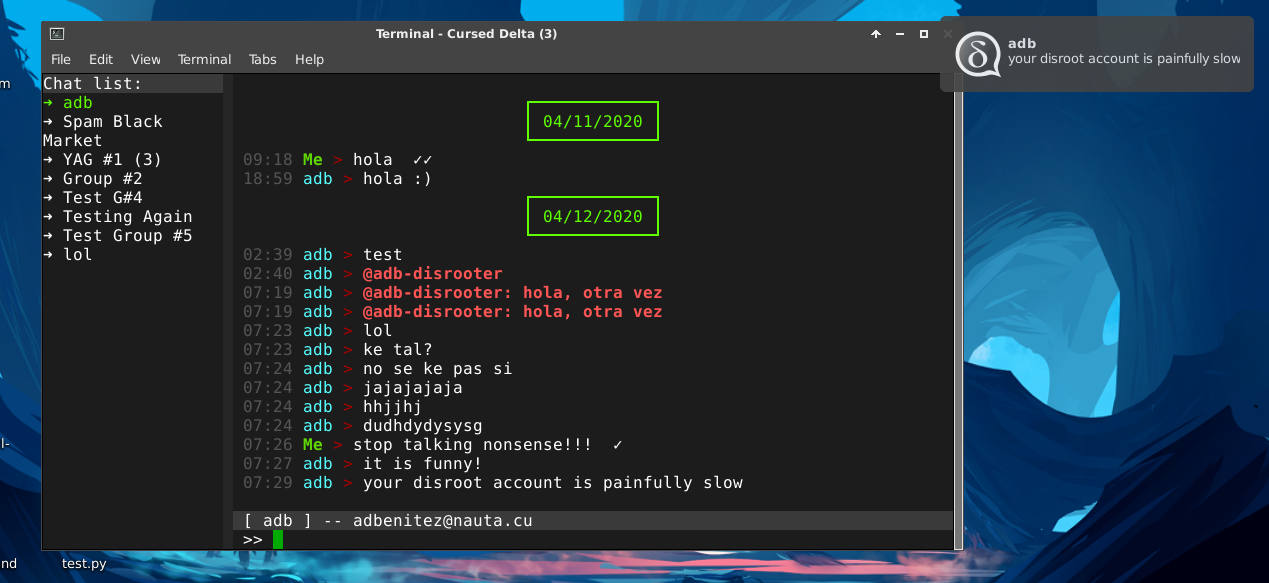 Terminal - Cursed Delta (3)
File Edit View Terminal Tabs Help
adb
your disroot account is painfully slow
m
Chat list:
➜ adb
➜ Spam Black
Market
➜ YAG #1 (3)
➜ Group #2
➜ Test G#4
➜ Testing Again
➜ Test Group #5
➜ lol
04/11/2020
09:18 Me > hola ✓✓
18:59 adb > hola :)
04/12/2020
02:39 adb > test
02:40 adb > @adb-disrooter
07:19 adb > @adb-disrooter: hola, otra vez
07:19 adb > @adb-disrooter: hola, otra vez
07:23 adb > lol
07:23 adb > ke tal?
07:24 adb > no se ke pas si
07:24 adb > jajajajaja
07:24 adb > hhjjhj
07:24 adb > dudhdydysysg
07:26 Me > stop talking nonsense!!! ✓
07:27 adb > it is funny!
07:29 adb > your disroot account is painfully slow
[ adb ] -- adbenitez@nauta.cu
>>
l-
nd
test.py